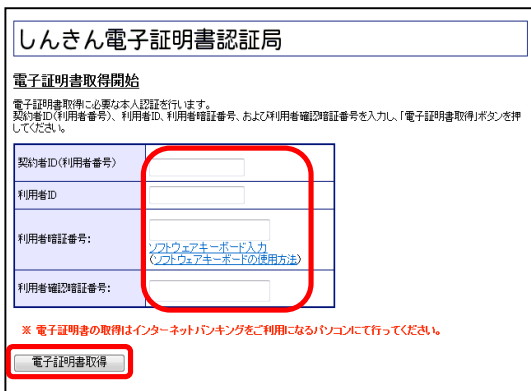 しんきん電子証明書認証局
電子証明書取得開始
電子証明書取得に必要な本人認証を行います。
契約者ID(利用者番号)、利用者ID、利用者暗証番号、および利用者確認暗証番号を入力し、「電子証明書取得」ボタンを押
してください。
契約者ID(利用者番号)
利用者ID
利用者暗証番号:
ソフトウェアキーボード入力
(ソフトウェアキーボードの使用方法)
利用者確認暗証番号:
※ 電子証明書の取得はインターネットバンキングをご利用になるパソコンにて行ってください。
電子証明書取得